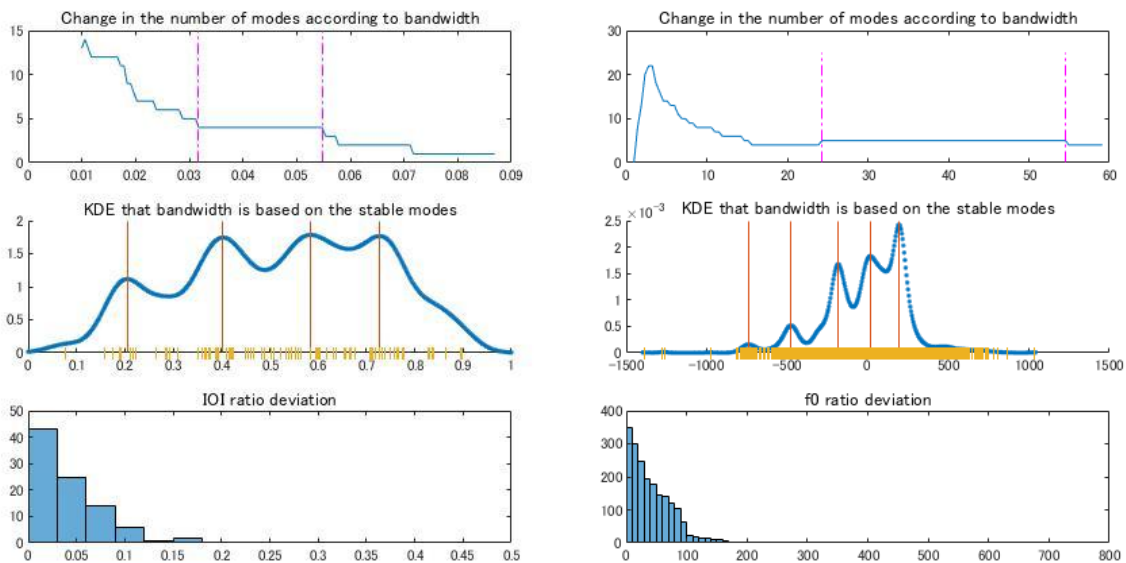 Change in the number of modes according to bandwidth
15
10
5
0
0 0.01 0.02 0.03 0.04 0.05 0.06 0.07 0.08 0.09
Change in the number of modes according to bandwidth
30
20
10
0
0 10 20 30 40 50 60
KDE that bandwidth is based on the stable modes
2
1.5
1
0.5
0
0 0.1 0.2 0.3 0.4 0.5 0.6 0.7 0.8 0.9 1
×10⁻³ KDE that bandwidth is based on the stable modes
2.5
2
1.5
1
0.5
0
-1500 -1000 -500 0 500 1000 1500
IOI ratio deviation
50
40
30
20
10
0
0 0.05 0.1 0.15 0.2 0.25 0.3 0.35 0.4 0.45 0.5
f0 ratio deviation
400
300
200
100
0
0 100 200 300 400 500 600 700 800